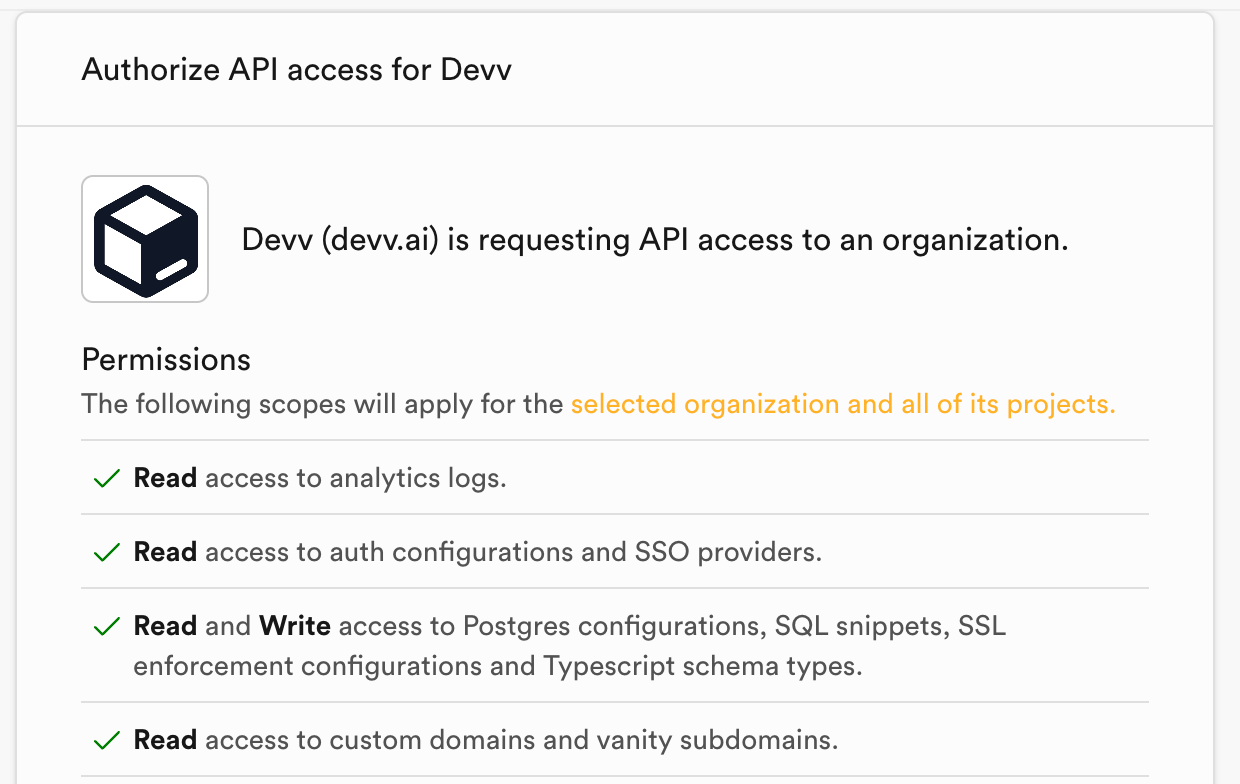 Authorize API access for Devv
Devv (devv.ai) is requesting API access to an organization.
Permissions
The following scopes will apply for the selected organization and all of its projects.
Read access to analytics logs.
Read access to auth configurations and SSO providers.
Read and Write access to Postgres configurations, SQL snippets, SSL
enforcement configurations and Typescript schema types.
Read access to custom domains and vanity subdomains.